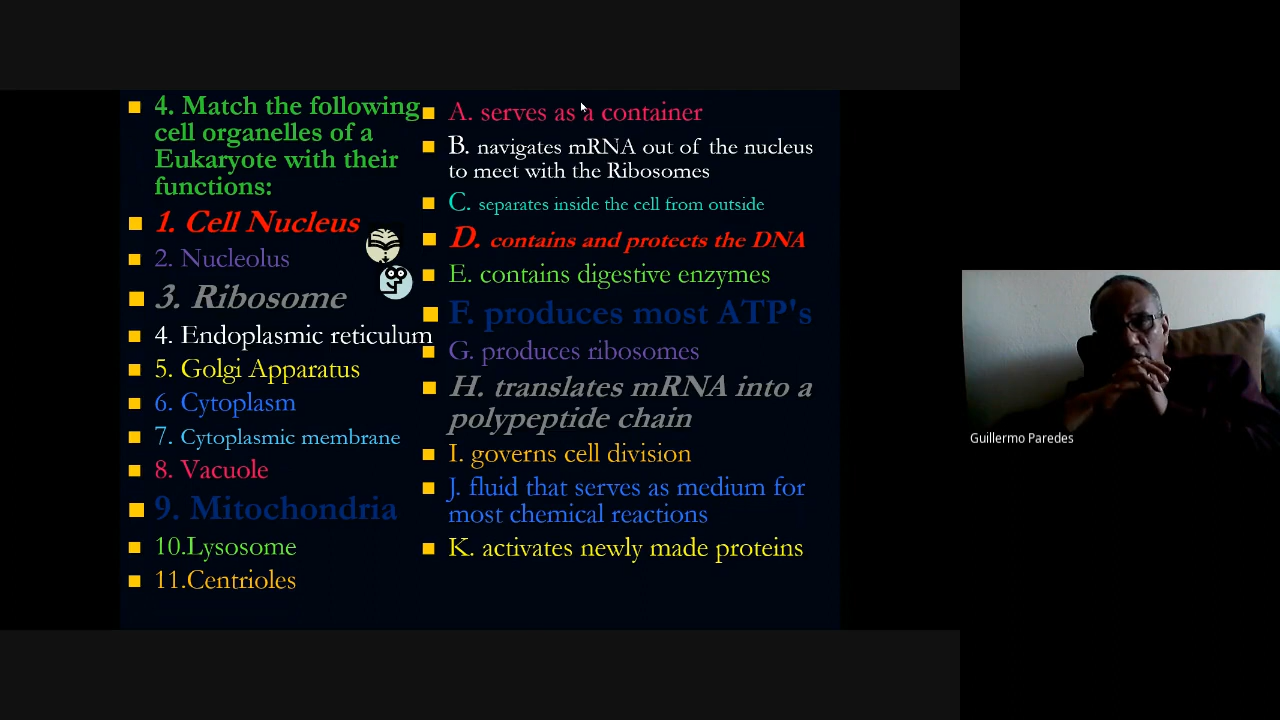 4. Match the following
cell organelles of a
Eukaryote with their
functions:
1. Cell Nucleus
2. Nucleolus
3. Ribosome
4. Endoplasmic reticulum
5. Golgi Apparatus
6. Cytoplasm
7. Cytoplasmic membrane
8. Vacuole
9. Mitochondria
10.Lysosome
11.Centrioles
A. serves as a container
B. navigates mRNA out of the nucleus
to meet with the Ribosomes
C. separates inside the cell from outside
D. contains and protects the DNA
E. contains digestive enzymes
F. produces most ATP's
G. produces ribosomes
H. translates mRNA into a
polypeptide chain
I. governs cell division
J. fluid that serves as medium for
most chemical reactions
K. activates newly made proteins
Guillermo Paredes